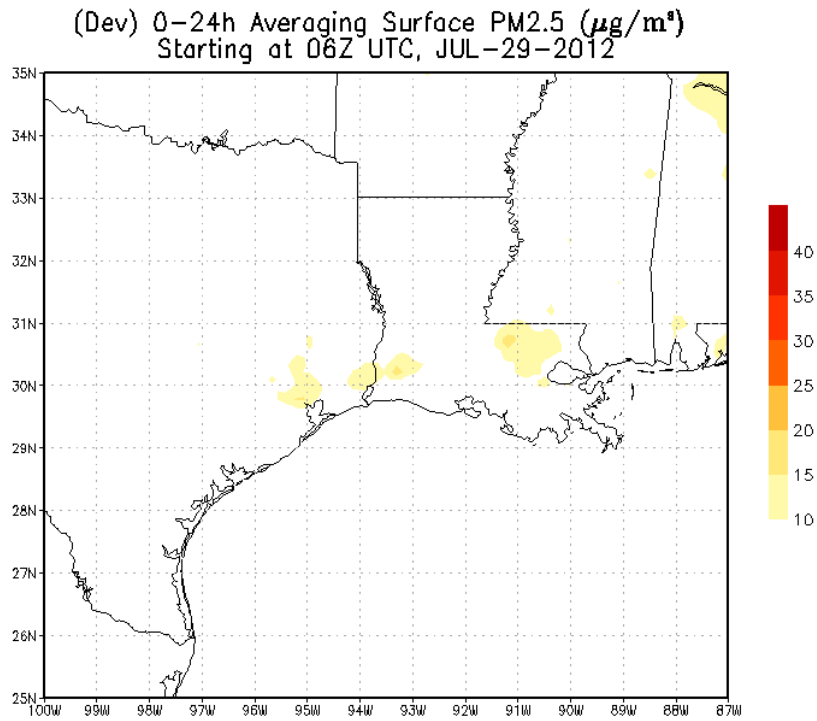 (Dev) 0-24h Averaging Surface PM2.5 (μg/m³)
Starting at 06Z UTC, JUL-29-2012
35N
34N
33N
32N
31N
30N
29N
28N
27N
26N
25N
100W 99W 98W 97W 96W 95W 94W 93W 92W 91W 90W 89W 88W 87W
40
35
30
25
20
15
10